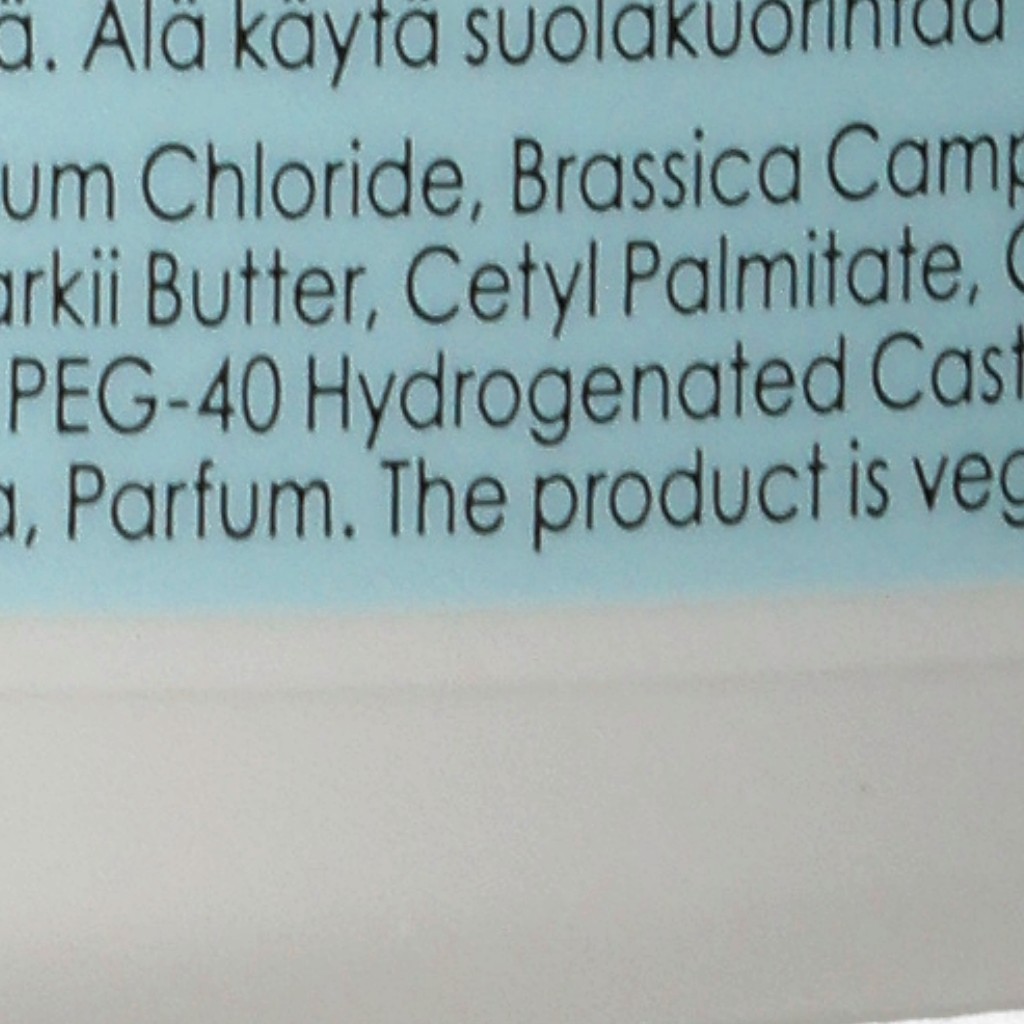 ä. Älä käytä suolakuorintaa
um Chloride, Brassica Camp
arkii Butter, Cetyl Palmitate, C
PEG-40 Hydrogenated Cast
a, Parfum. The product is veg